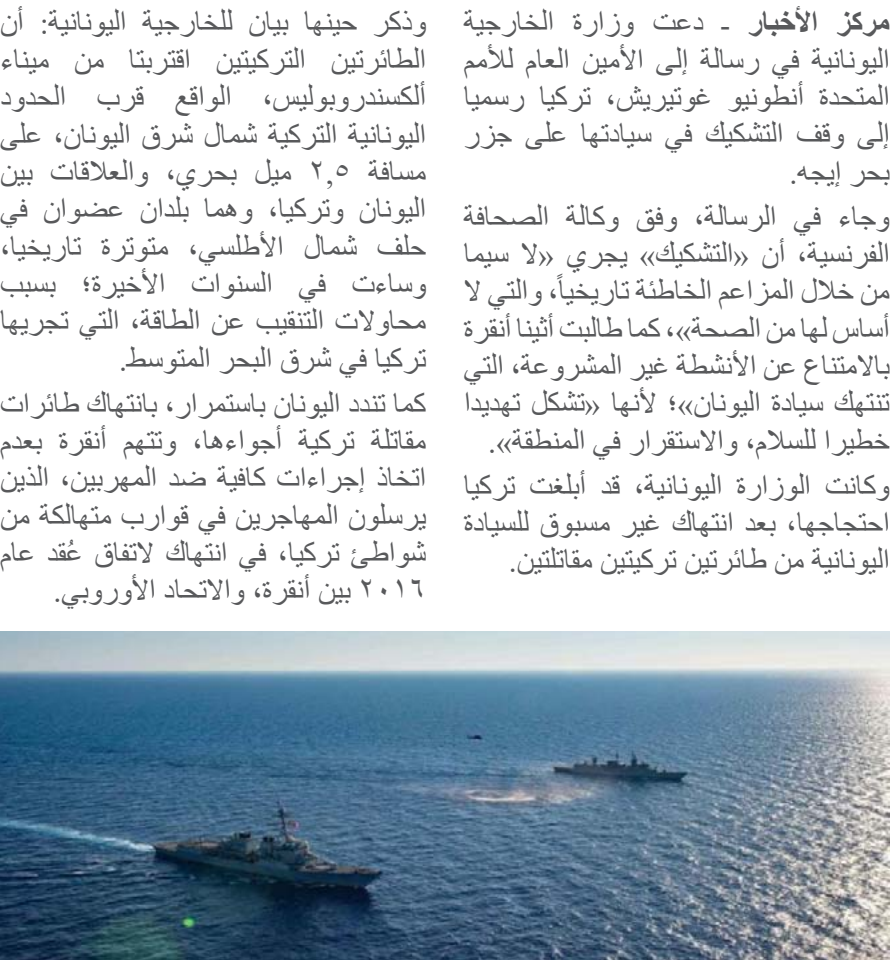 مركز الأخبار ـ دعت وزارة الخارجية
اليونانية في رسالة إلى الأمين العام للأمم
المتحدة أنطونيو غوتيريش، تركيا رسميا
إلى وقف التشكيك في سيادتها على جزر
بحر إيجه.
وجاء في الرسالة، وفق وكالة الصحافة
الفرنسية، أن «التشكيك» يجري «لا سيما
من خلال المزاعم الخاطئة تاريخياً، والتي لا
أساس لها من الصحة»، كما طالبت أثينا أنقرة
بالامتناع عن الأنشطة غير المشروعة، التي
تنتهك سيادة اليونان»؛ لأنها «تشكل تهديدا
خطيرا للسلام، والاستقرار في المنطقة».
وكانت الوزارة اليونانية، قد أبلغت تركيا
احتجاجها، بعد انتهاك غير مسبوق للسيادة
اليونانية من طائرتين تركيتين مقاتلتين.
وذكر حينها بيان للخارجية اليونانية: أن
الطائرتين التركيتين اقتربتا من ميناء
ألكسندروبوليس، الواقع قرب الحدود
اليونانية التركية شمال شرق اليونان، على
مسافة ٢,٥ ميل بحري، والعلاقات بين
اليونان وتركيا، وهما بلدان عضوان في
حلف شمال الأطلسي، متوترة تاريخيا،
وساءت في السنوات الأخيرة؛ بسبب
محاولات التنقيب عن الطاقة، التي تجريها
تركيا في شرق البحر المتوسط.
كما تندد اليونان باستمرار، بانتهاك طائرات
مقاتلة تركية أجواءها، وتتهم أنقرة بعدم
اتخاذ إجراءات كافية ضد المهربين، الذين
يرسلون المهاجرين في قوارب متهالكة من
شواطئ تركيا، في انتهاك لاتفاق عُقد عام
٢٠١٦ بين أنقرة، والاتحاد الأوروبي.